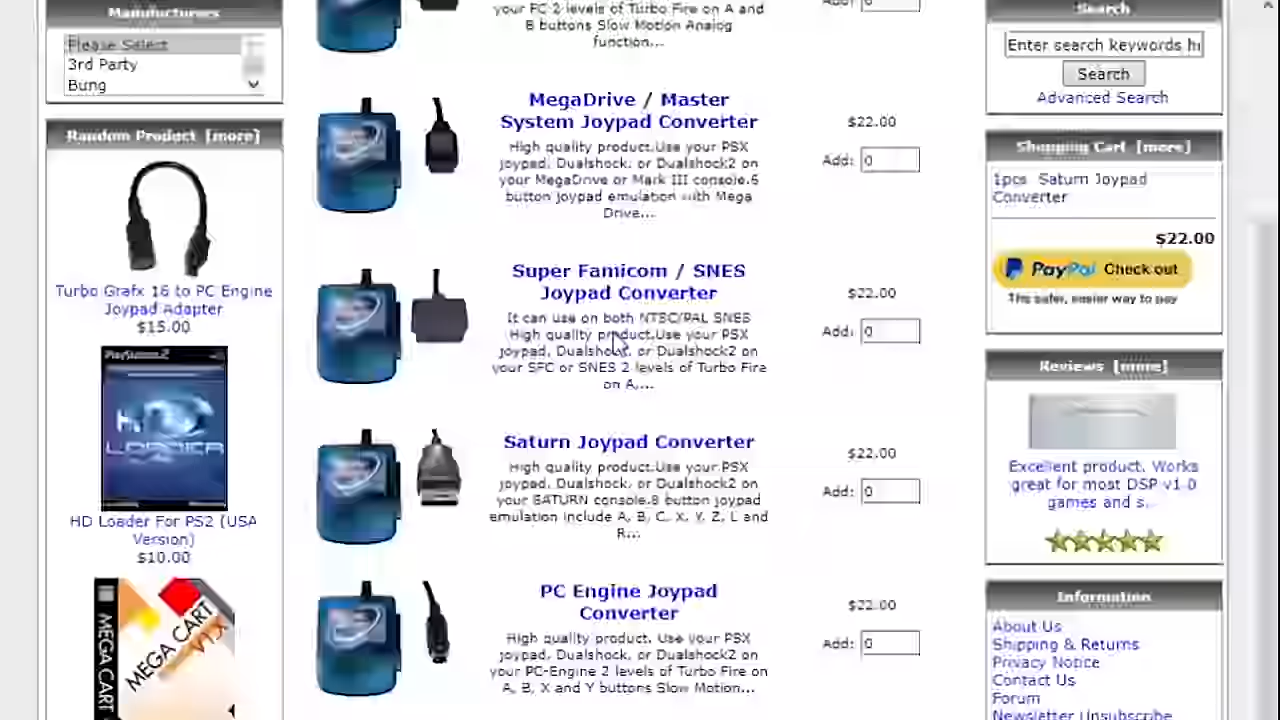 Manufacturers
Please Select
3rd Party
Bung
Random Product [more]
Turbo Grafx 16 to PC Engine
Joypad Adapter
$15.00
PlayStation 2
HD
LOADER
HD Loader For PS2 (USA
Version)
$10.00
MEGA CART
MEGA CART
your FC 2 levels of Turbo Fire on A and
B buttons Slow Motion Analog
function...
Add: 0
MegaDrive / Master
System Joypad Converter
High quality product.Use your PSX
joypad, Dualshock, or Dualshock2 on
your MegaDrive or Mark III console.6
button joypad emulation with Mega
Drive...
$22.00
Add: 0
Super Famicom / SNES
Joypad Converter
It can use on both NTSC/PAL SNES
High quality product.Use your PSX
joypad, Dualshock, or Dualshock2 on
your SFC or SNES 2 levels of Turbo Fire
on A,...
$22.00
Add: 0
Saturn Joypad Converter
High quality product.Use your PSX
joypad, Dualshock, or Dualshock2 on
your SATURN console.8 button joypad
emulation include A, B, C, X, Y, Z, L and
R...
$22.00
Add: 0
PC Engine Joypad
Converter
High quality product. Use your PSX
joypad, Dualshock, or Dualshock2 on
your PC-Engine 2 levels of Turbo Fire on
A, B, X and Y buttons Slow Motion...
$22.00
Add: 0
Search
Enter search keywords h
Search
Advanced Search
Shopping Cart [more]
1pcs Saturn Joypad
Converter
$22.00
PayPal Check out
The safer, easier way to pay
Reviews [more]
Excellent product. Works
great for most DSP v1.0
games and s...
Information
About Us
Shipping & Returns
Privacy Notice
Contact Us
Forum
Newsletter Unsubscribe